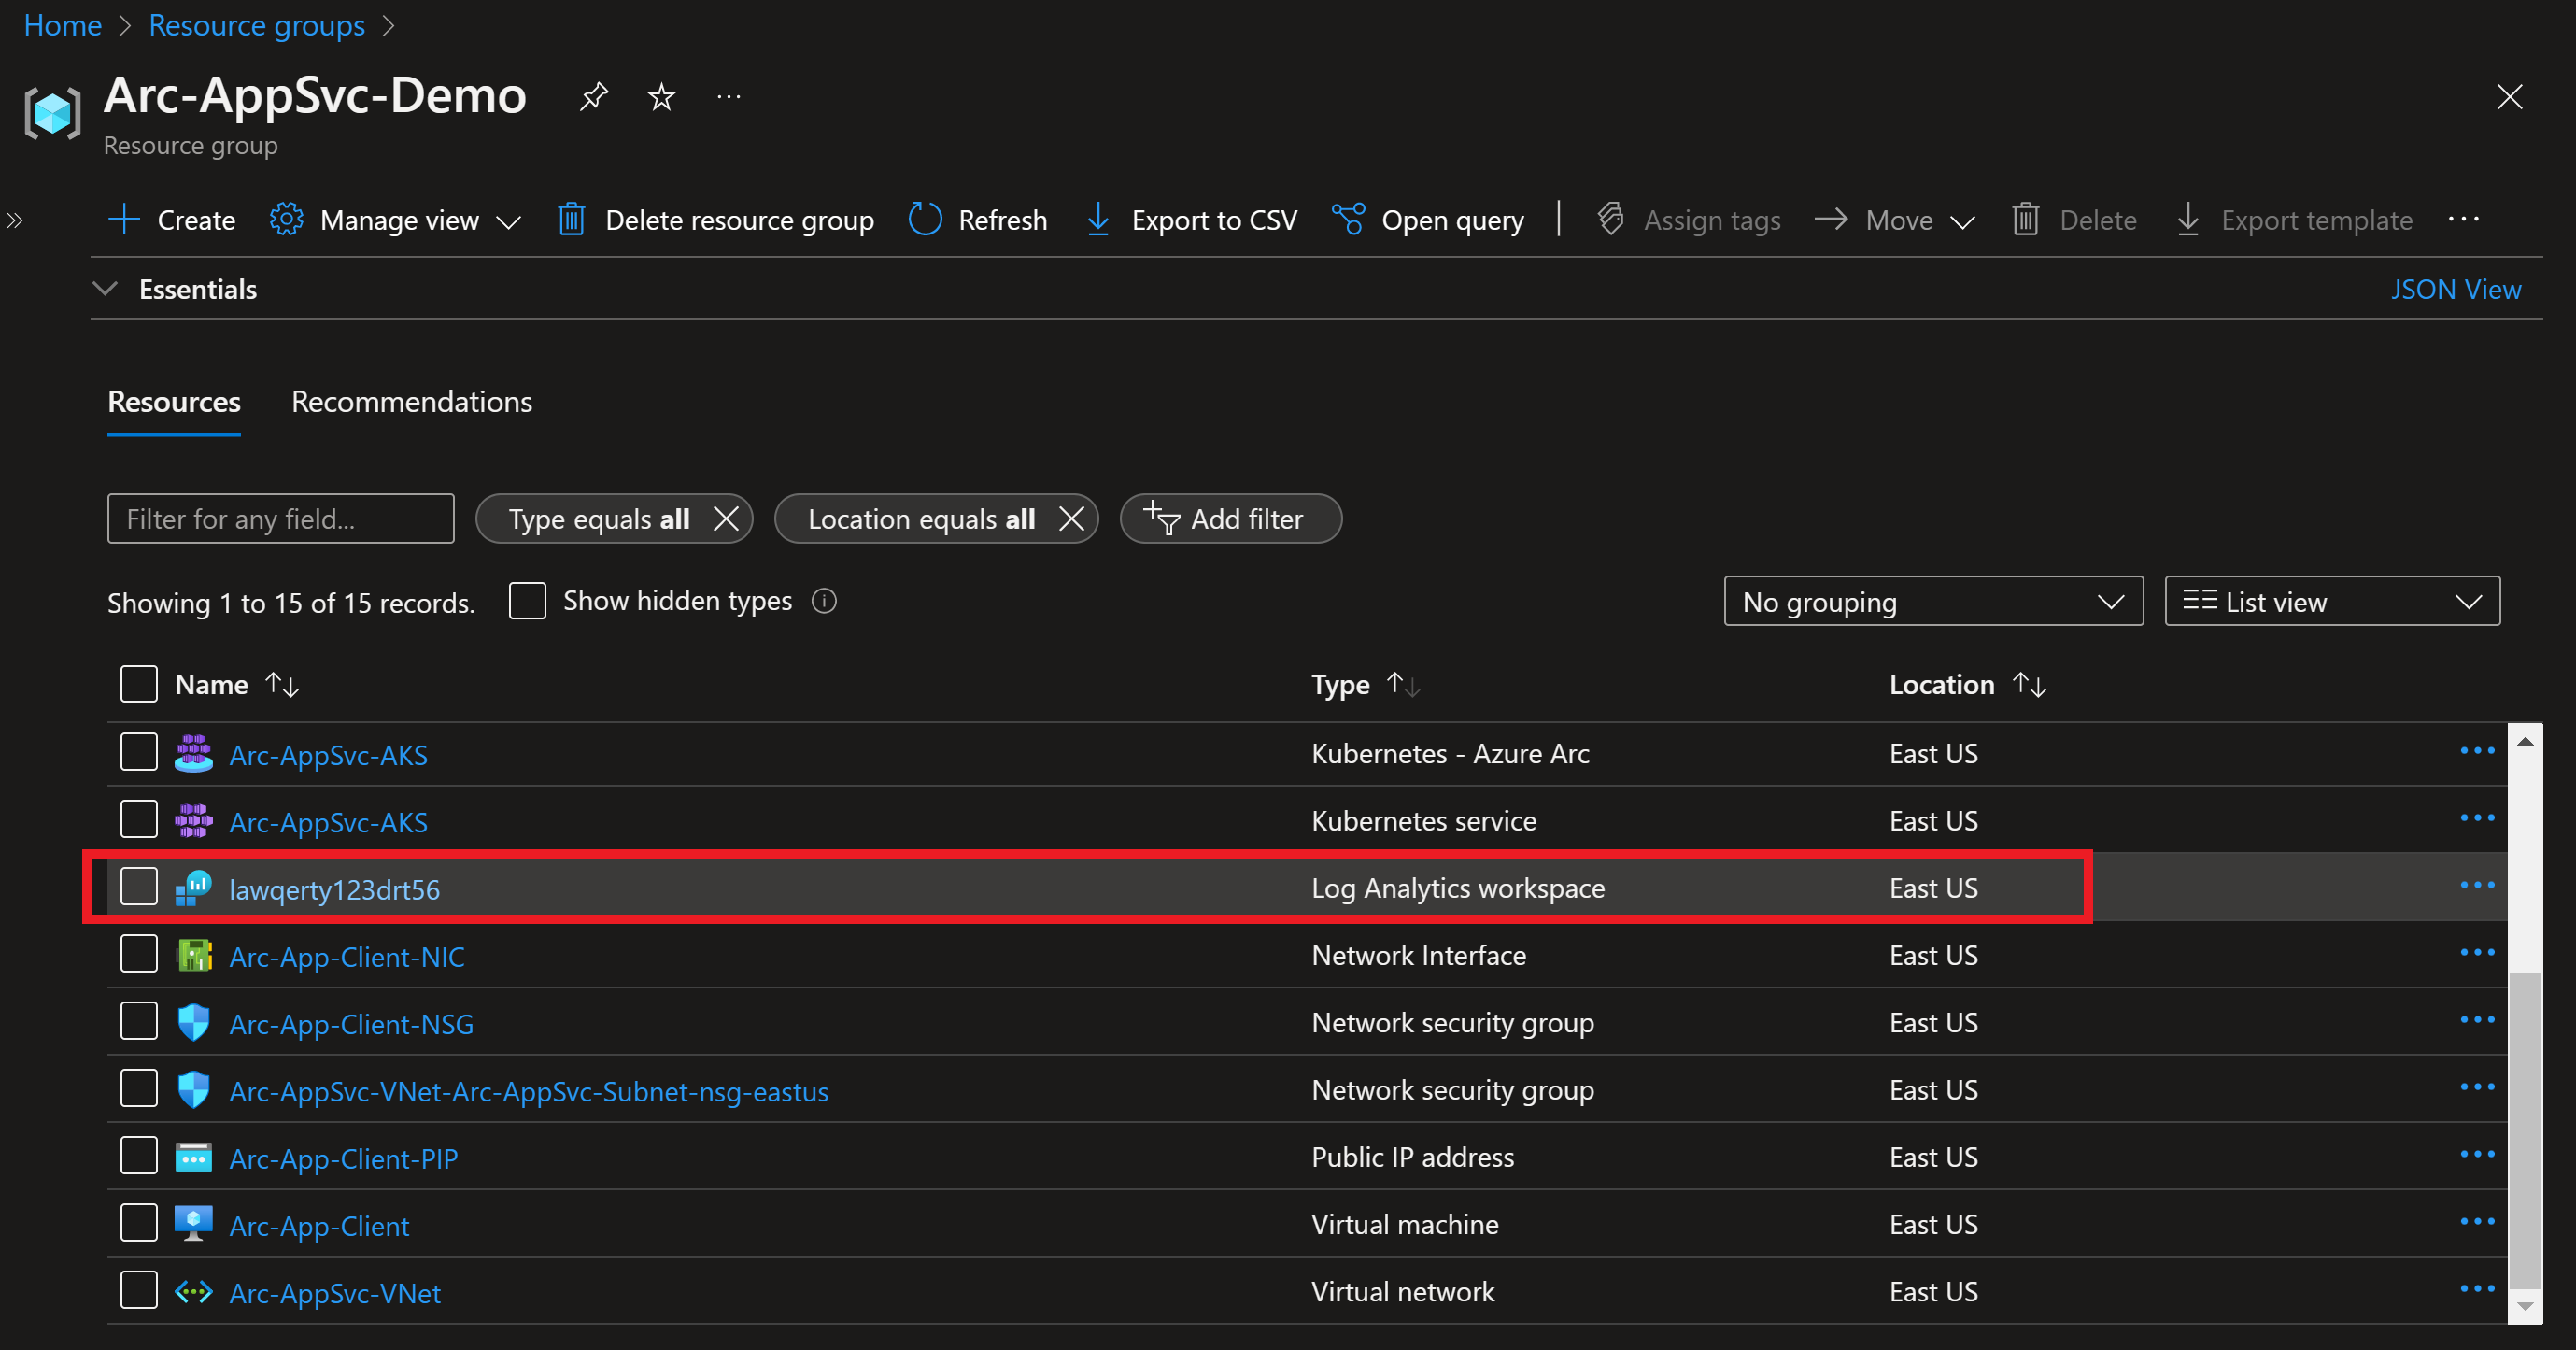 Home > Resource groups >
Arc-AppSvc-Demo ...
Resource group
Create Manage view Delete resource group Refresh Export to CSV Open query | Assign tags Move Delete Export template ...
Essentials JSON View
Resources Recommendations
Filter for any field... Type equals all Location equals all Add filter
Showing 1 to 15 of 15 records. Show hidden types No grouping List view
Name Type Location
Arc-AppSvc-AKS Kubernetes - Azure Arc East US
Arc-AppSvc-AKS Kubernetes service East US
lawqerty123drt56 Log Analytics workspace East US
Arc-App-Client-NIC Network Interface East US
Arc-App-Client-NSG Network security group East US
Arc-AppSvc-VNet-Arc-AppSvc-Subnet-nsg-eastus Network security group East US
Arc-App-Client-PIP Public IP address East US
Arc-App-Client Virtual machine East US
Arc-AppSvc-VNet Virtual network East US